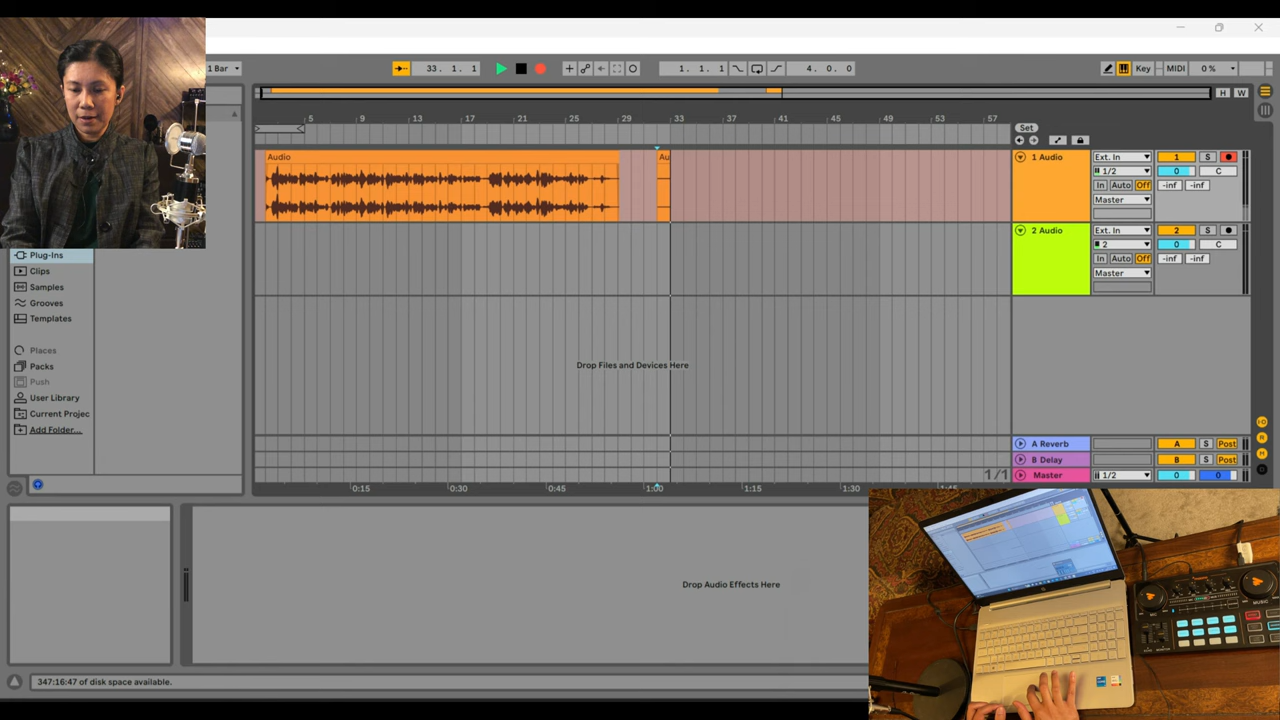 1 Bar
33. 1. 1
1. 1. 1
4. 0. 0
Key
MIDI
0 %
H
W
5
9
13
17
21
25
29
33
37
41
45
49
53
57
Set
Audio
Au
1 Audio
Ext. In
1
S
1/2
0
C
In
Auto
Off
-inf
-inf
Master
2 Audio
Ext. In
2
S
2
0
C
In
Auto
Off
-inf
-inf
Master
Plug-Ins
Clips
Samples
Grooves
Templates
Places
Packs
Push
User Library
Current Projec
Add Folder...
Drop Files and Devices Here
A Reverb
A
S
Post
B Delay
B
S
Post
1/1
Master
1/2
0
0
0:15
0:30
0:45
1:00
1:15
1:30
Drop Audio Effects Here
347:16:47 of disk space available.